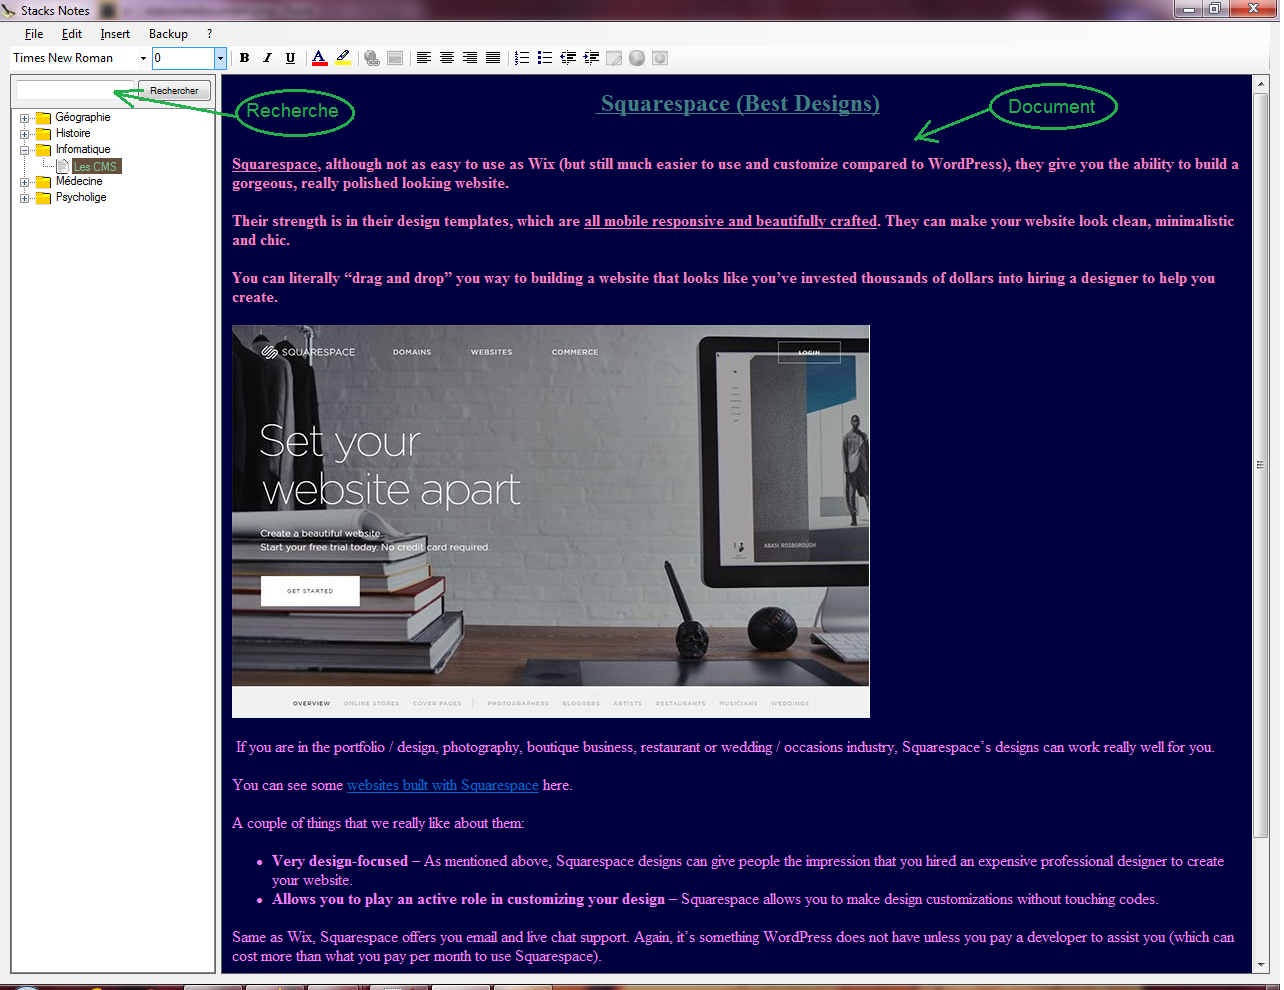 Stacks Notes
File Edit Insert Backup ?
Times New Roman 0 B I U A
Rechercher
Recherche
Document
Géographie
Histoire
Infomatique
Les CMS
Médecine
Psycholige
Squarespace (Best Designs)
Squarespace, although not as easy to use as Wix (but still much easier to use and customize compared to WordPress), they give you the ability to build a
gorgeous, really polished looking website.
Their strength is in their design templates, which are all mobile responsive and beautifully crafted. They can make your website look clean, minimalistic
and chic.
You can literally “drag and drop” you way to building a website that looks like you’ve invested thousands of dollars into hiring a designer to help you
create.
SQUARESPACE DOMAINS WEBSITES COMMERCE LOGIN
Set your
website apart
Create a beautiful website.
Start your free trial today. No credit card required.
GET STARTED
ABASI ROSBOROUGH
OVERVIEW ONLINE STORES COVER PAGES PHOTOGRAPHERS BLOGGERS ARTISTS RESTAURANTS MUSICIANS WEDDINGS
If you are in the portfolio / design, photography, boutique business, restaurant or wedding / occasions industry, Squarespace’s designs can work really well for you.
You can see some websites built with Squarespace here.
A couple of things that we really like about them:
• Very design-focused – As mentioned above, Squarespace designs can give people the impression that you hired an expensive professional designer to create
your website.
• Allows you to play an active role in customizing your design – Squarespace allows you to make design customizations without touching codes.
Same as Wix, Squarespace offers you email and live chat support. Again, it’s something WordPress does not have unless you pay a developer to assist you (which can
cost more than what you pay per month to use Squarespace).